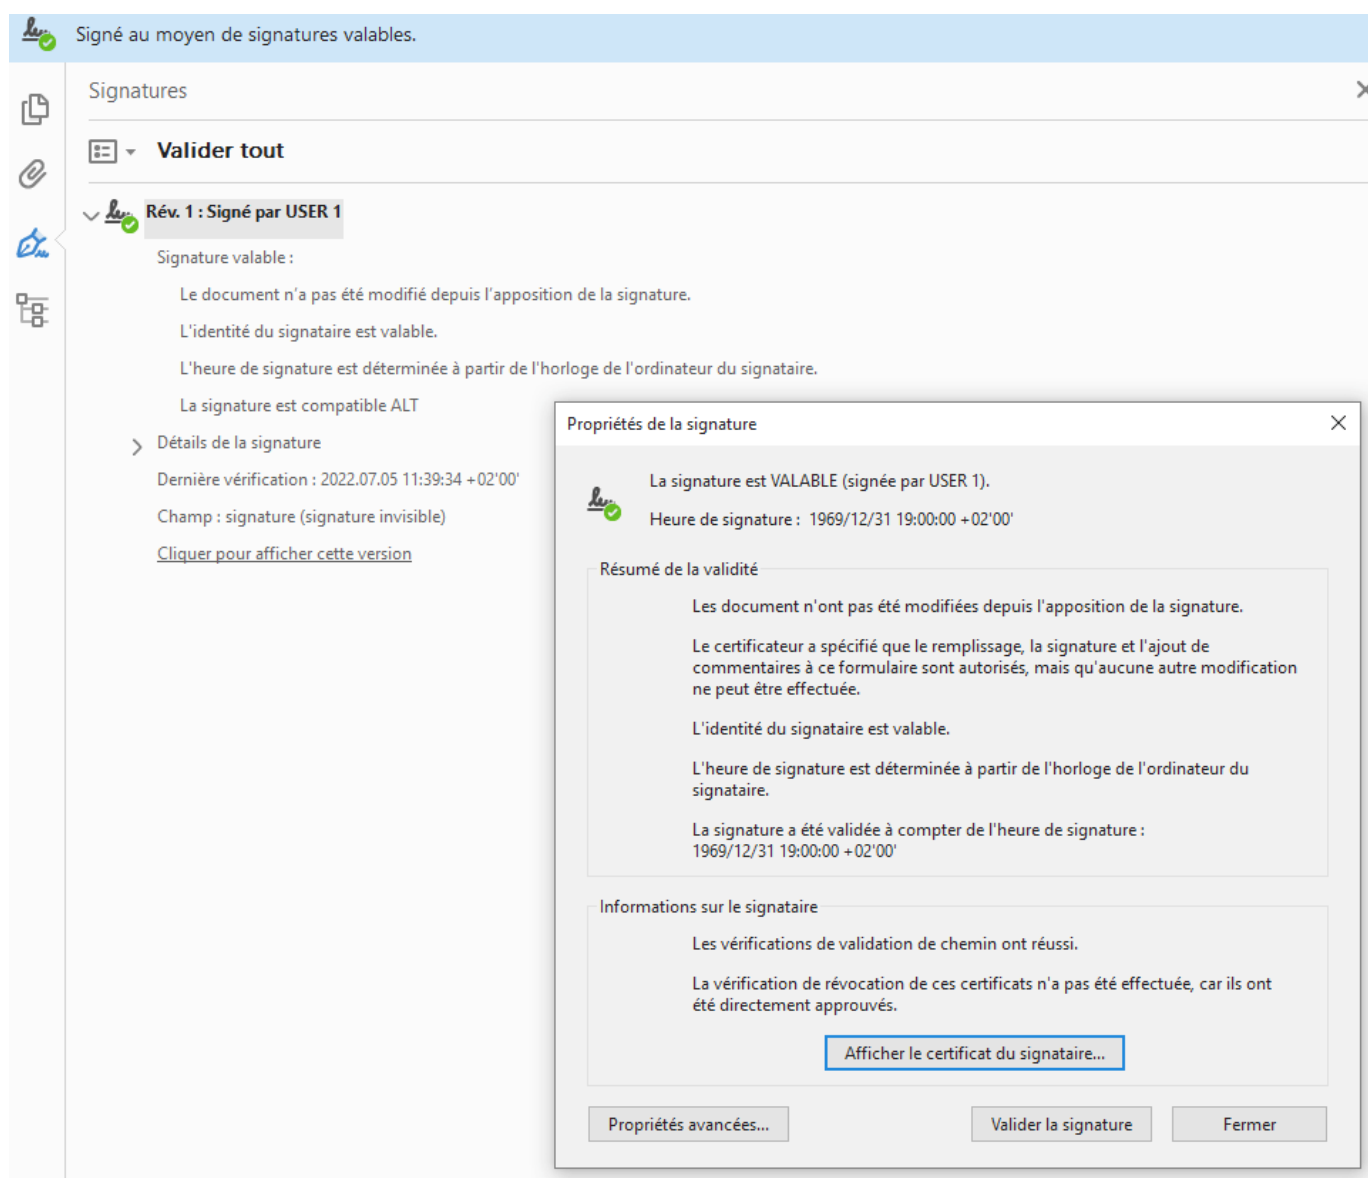 Signé au moyen de signatures valables.
Signatures
Valider tout
Rév. 1 : Signé par USER 1
Signature valable :
Le document n'a pas été modifié depuis l'apposition de la signature.
L'identité du signataire est valable.
L'heure de signature est déterminée à partir de l'horloge de l'ordinateur du signataire.
La signature est compatible ALT
Détails de la signature
Dernière vérification : 2022.07.05 11:39:34 +02'00'
Champ : signature (signature invisible)
Cliquer pour afficher cette version
Propriétés de la signature
La signature est VALABLE (signée par USER 1).
Heure de signature : 1969/12/31 19:00:00 +02'00'
Résumé de la validité
Les document n'ont pas été modifiées depuis l'apposition de la signature.
Le certificateur a spécifié que le remplissage, la signature et l'ajout de
commentaires à ce formulaire sont autorisés, mais qu'aucune autre modification
ne peut être effectuée.
L'identité du signataire est valable.
L'heure de signature est déterminée à partir de l'horloge de l'ordinateur du
signataire.
La signature a été validée à compter de l'heure de signature :
1969/12/31 19:00:00 +02'00'
Informations sur le signataire
Les vérifications de validation de chemin ont réussi.
La vérification de révocation de ces certificats n'a pas été effectuée, car ils ont
été directement approuvés.
Afficher le certificat du signataire...
Propriétés avancées...
Valider la signature
Fermer